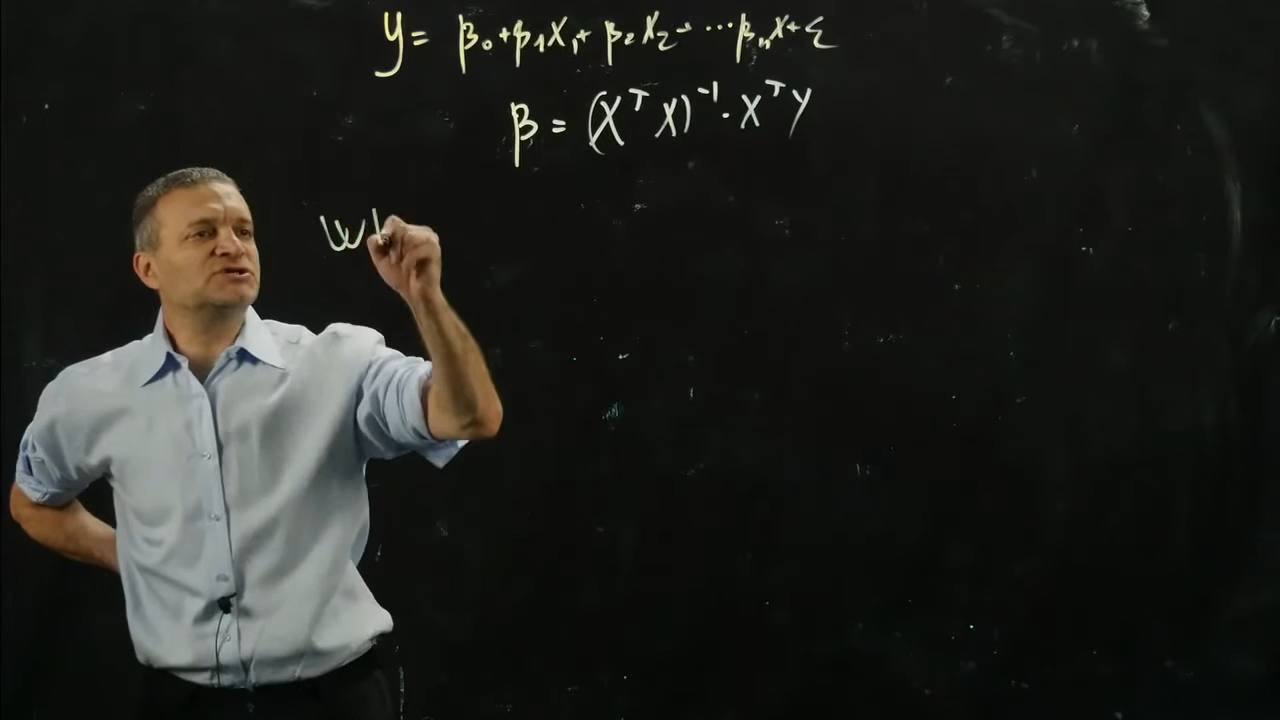 y = β₀ + β₁x₁ + β₂x₂ + ... βₙx + ε
β = (XᵀX)⁻¹ · XᵀY